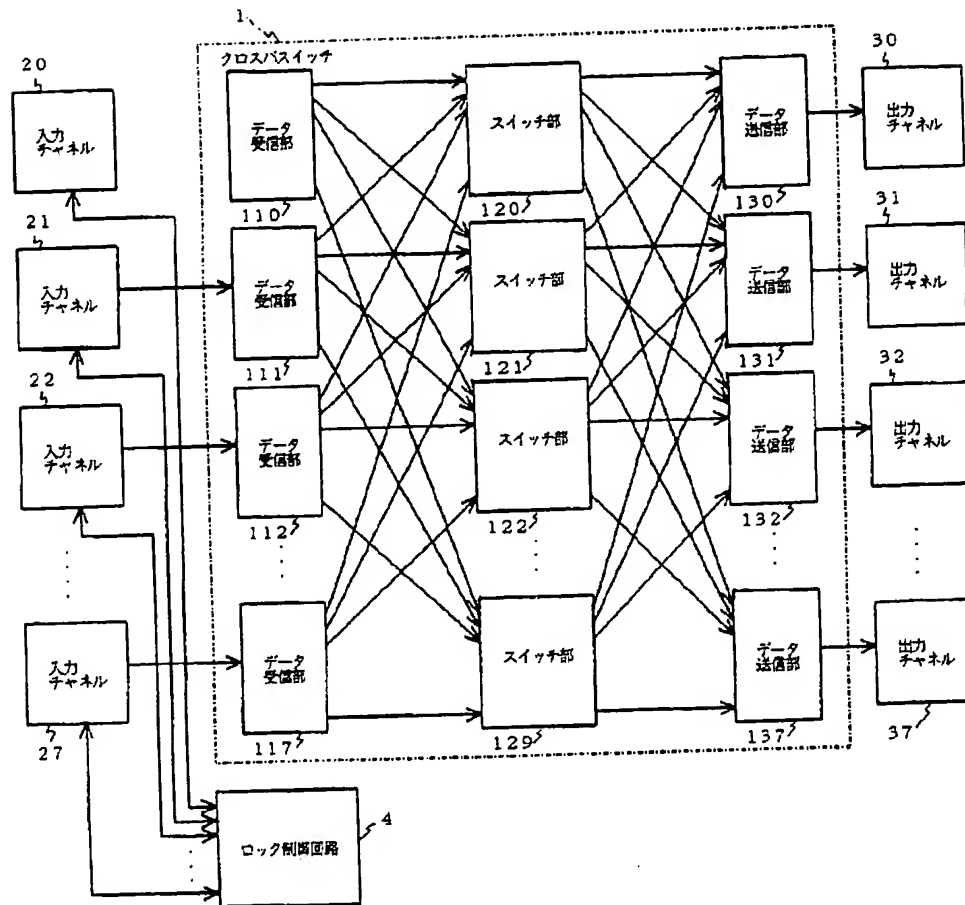 1
クロスバスイッチ
20
入力
チャネル
データ
受信部
110
スイッチ部
120
データ
送信部
130
30
出力
チャネル
21
入力
チャネル
データ
受信部
111
スイッチ部
121
データ
送信部
131
31
出力
チャネル
22
入力
チャネル
データ
受信部
112
スイッチ部
122
データ
送信部
132
32
出力
チャネル
27
入力
チャネル
データ
受信部
117
スイッチ部
129
データ
送信部
137
37
出力
チャネル
4
ロック制御回路